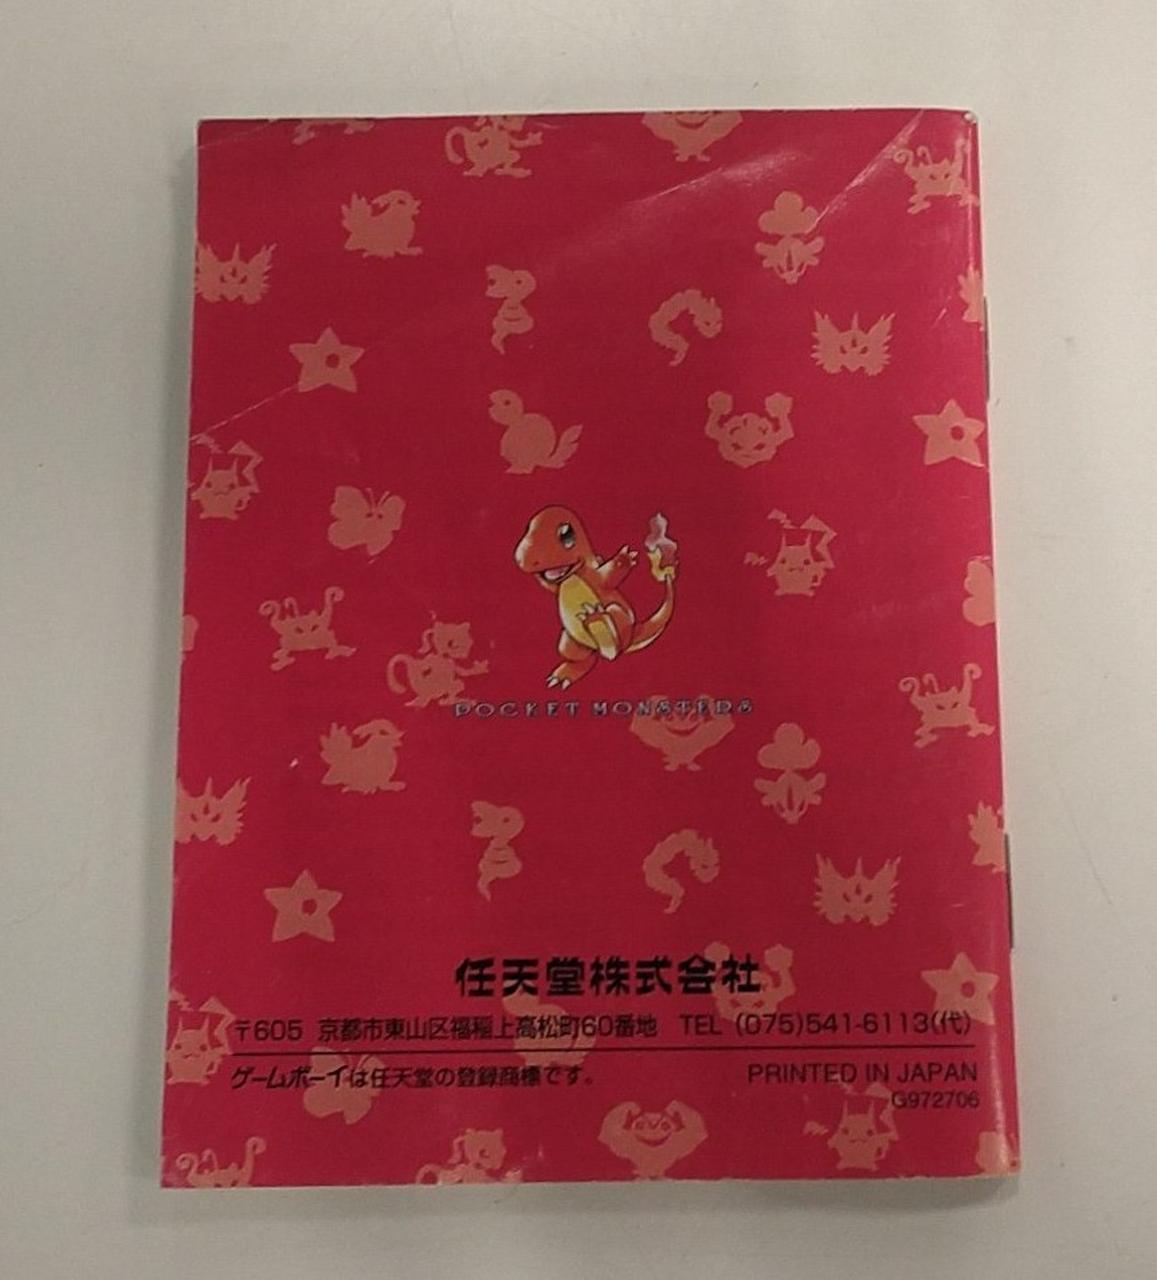 POCKET MONSTERS
任天堂株式会社
〒605 京都市東山区福稲上高松町60番地 TEL (075)541-6113(代)
ゲームボーイは任天堂の登録商標です。 PRINTED IN JAPAN
G972706